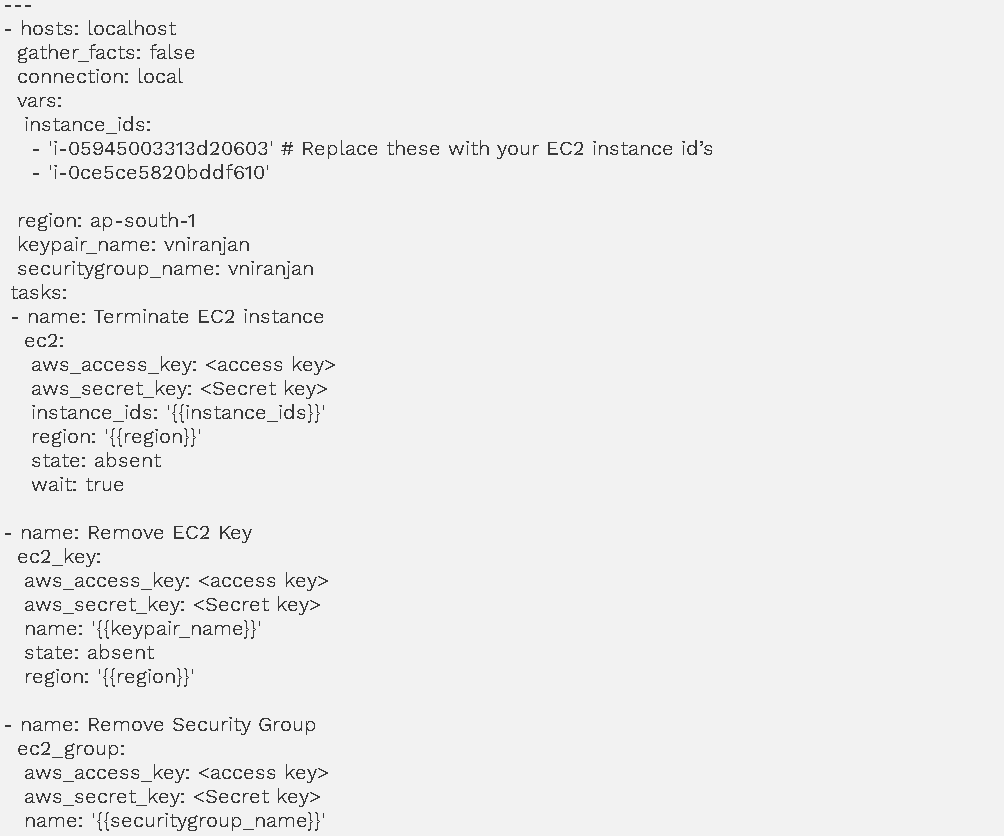 ---
- hosts: localhost
  gather_facts: false
  connection: local
  vars:
   instance_ids:
    - 'i-05945003313d20603' # Replace these with your EC2 instance id’s
    - 'i-0ce5ce5820bddf610'

  region: ap-south-1
  keypair_name: vniranjan
  securitygroup_name: vniranjan
 tasks:
 - name: Terminate EC2 instance
   ec2:
    aws_access_key: <access key>
    aws_secret_key: <Secret key>
    instance_ids: '{{instance_ids}}'
    region: '{{region}}'
    state: absent
    wait: true

- name: Remove EC2 Key
  ec2_key:
   aws_access_key: <access key>
   aws_secret_key: <Secret key>
   name: '{{keypair_name}}'
   state: absent
   region: '{{region}}'

- name: Remove Security Group
  ec2_group:
   aws_access_key: <access key>
   aws_secret_key: <Secret key>
   name: '{{securitygroup_name}}'